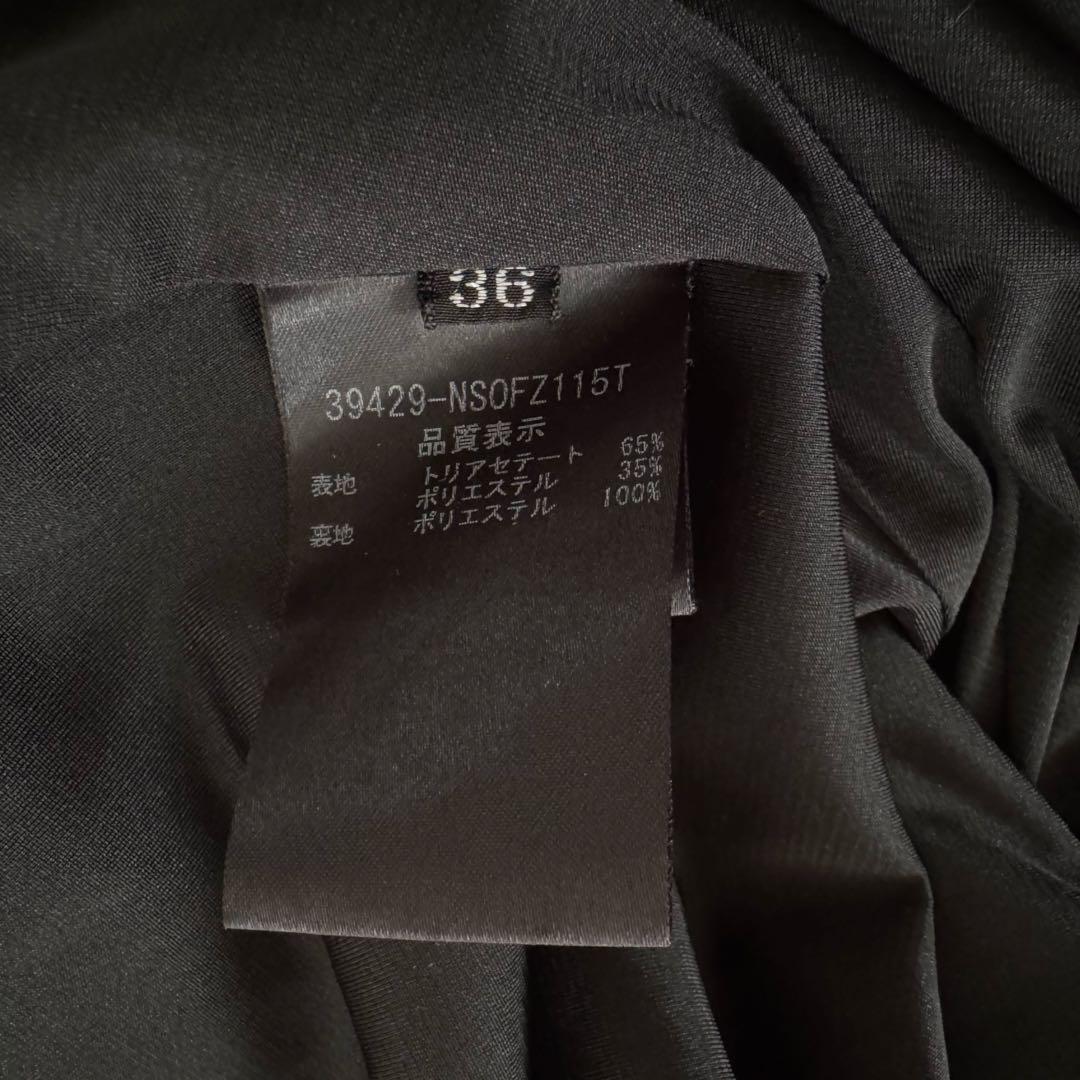 36
39429-NSOFZ115T
品質表示
表地 トリアセテート 65%
ポリエステル 35%
裏地 ポリエステル 100%